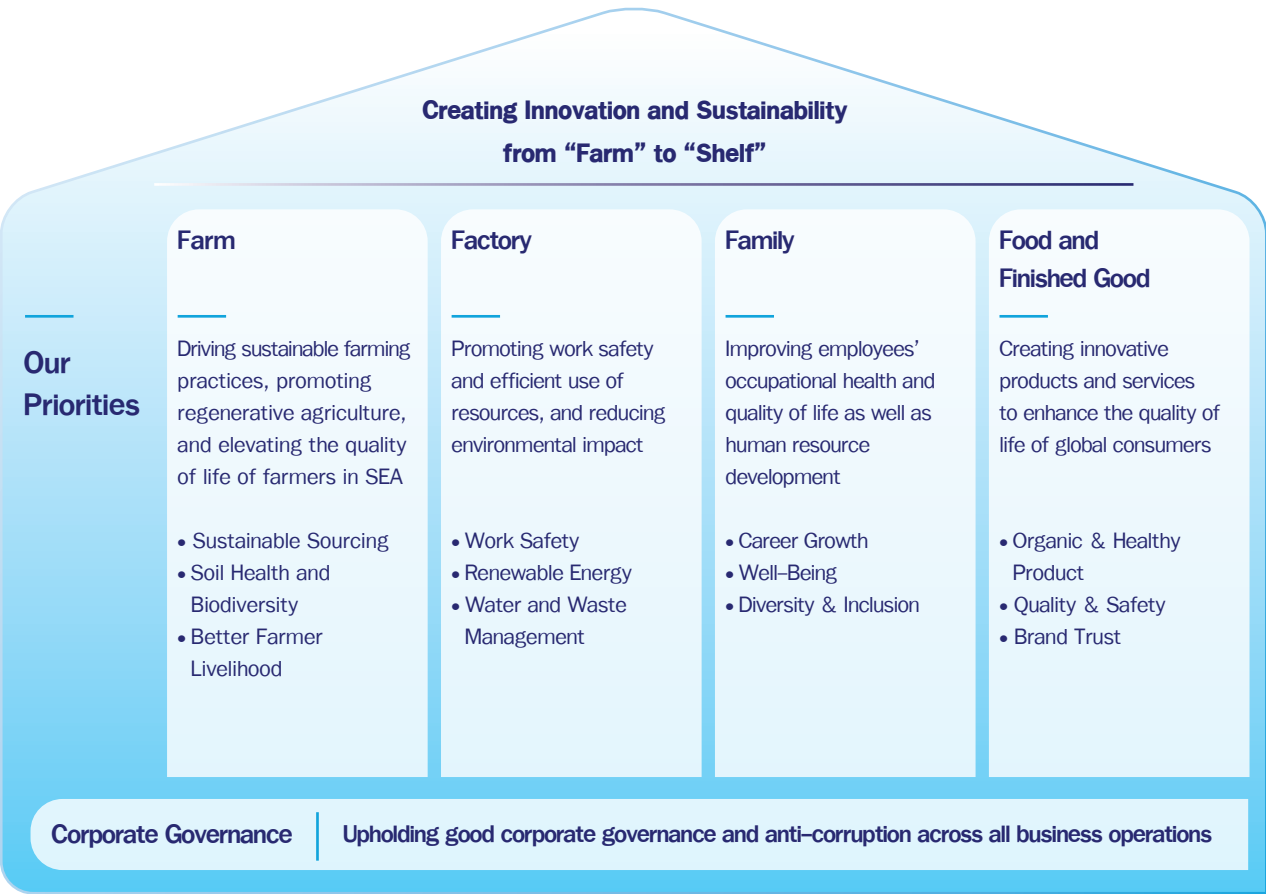 Creating Innovation and Sustainability
from “Farm” to “Shelf”
Our
Priorities
Farm
Driving sustainable farming
practices, promoting
regenerative agriculture,
and elevating the quality
of life of farmers in SEA
• Sustainable Sourcing
• Soil Health and
Biodiversity
• Better Farmer
Livelihood
Factory
Promoting work safety
and efficient use of
resources, and reducing
environmental impact
• Work Safety
• Renewable Energy
• Water and Waste
Management
Family
Improving employees’
occupational health and
quality of life as well as
human resource
development
• Career Growth
• Well–Being
• Diversity & Inclusion
Food and
Finished Good
Creating innovative
products and services
to enhance the quality of
life of global consumers
• Organic & Healthy
Product
• Quality & Safety
• Brand Trust
Corporate Governance
Upholding good corporate governance and anti–corruption across all business operations